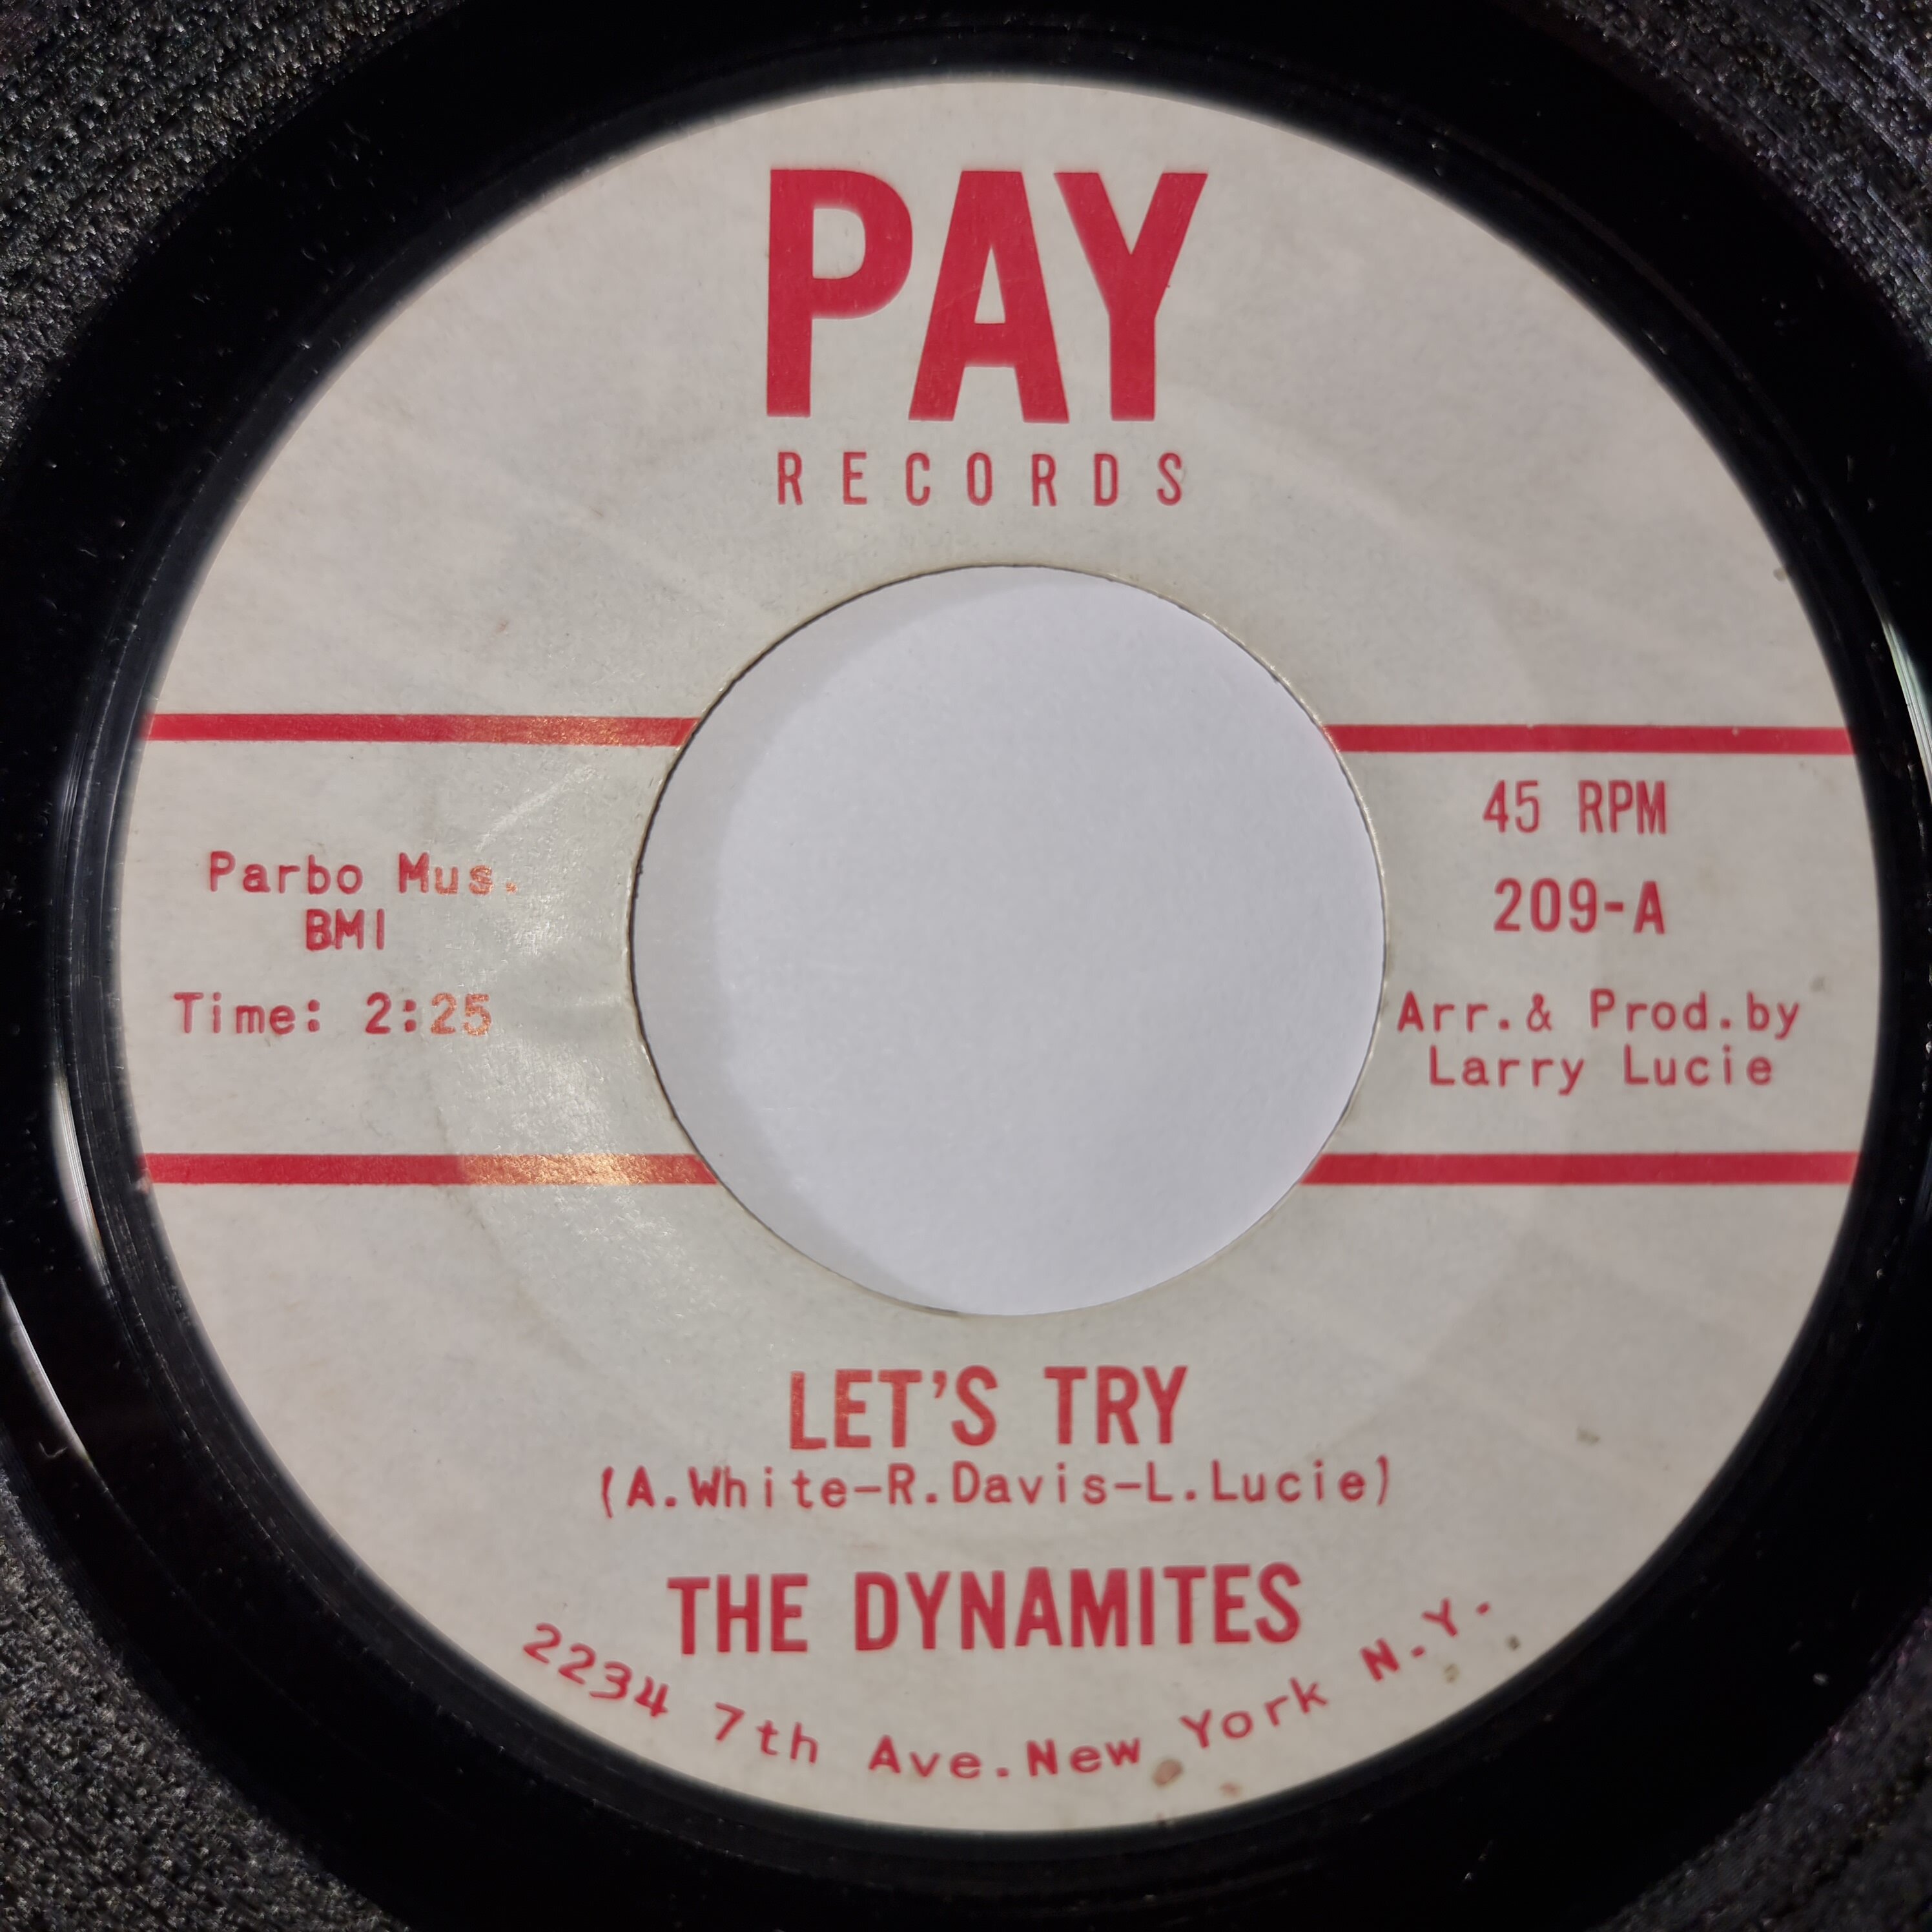 PAY
RECORDS
Parbo Mus.
BMI
Time: 2:25
45 RPM
209-A
Arr.& Prod.by
Larry Lucie
LET'S TRY
(A.White-R.Davis-L.Lucie)
THE DYNAMITES
2234 7th Ave.New York N.Y.